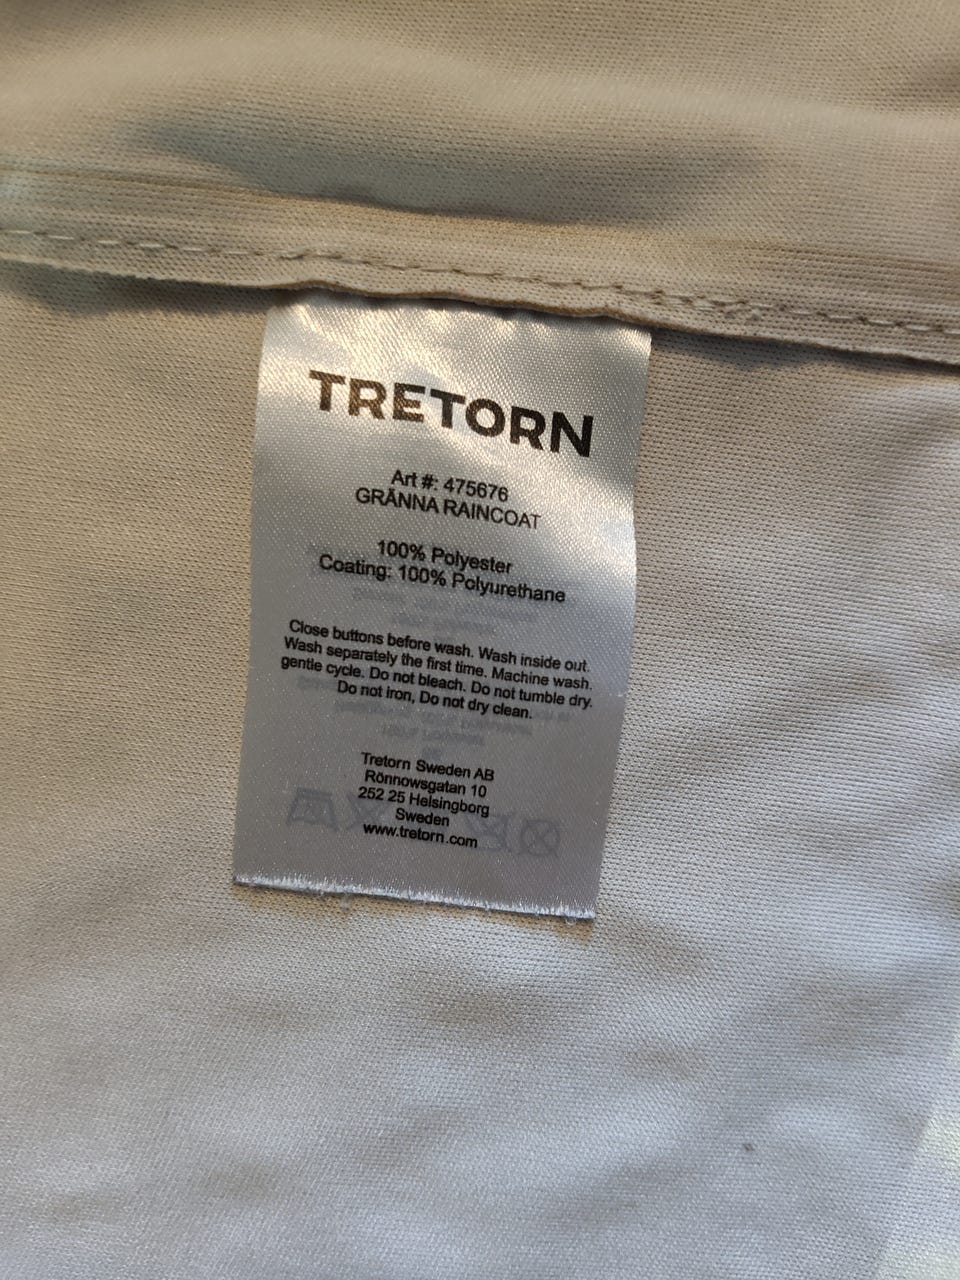 TRETORN
Art #: 475676
GRÄNNA RAINCOAT
100% Polyester
Coating: 100% Polyurethane
Close buttons before wash. Wash inside out.
Wash separately the first time. Machine wash.
gentle cycle. Do not bleach. Do not tumble dry.
Do not iron, Do not dry clean.
Tretorn Sweden AB
Rönnowsgatan 10
252 25 Helsingborg
Sweden
www.tretorn.com